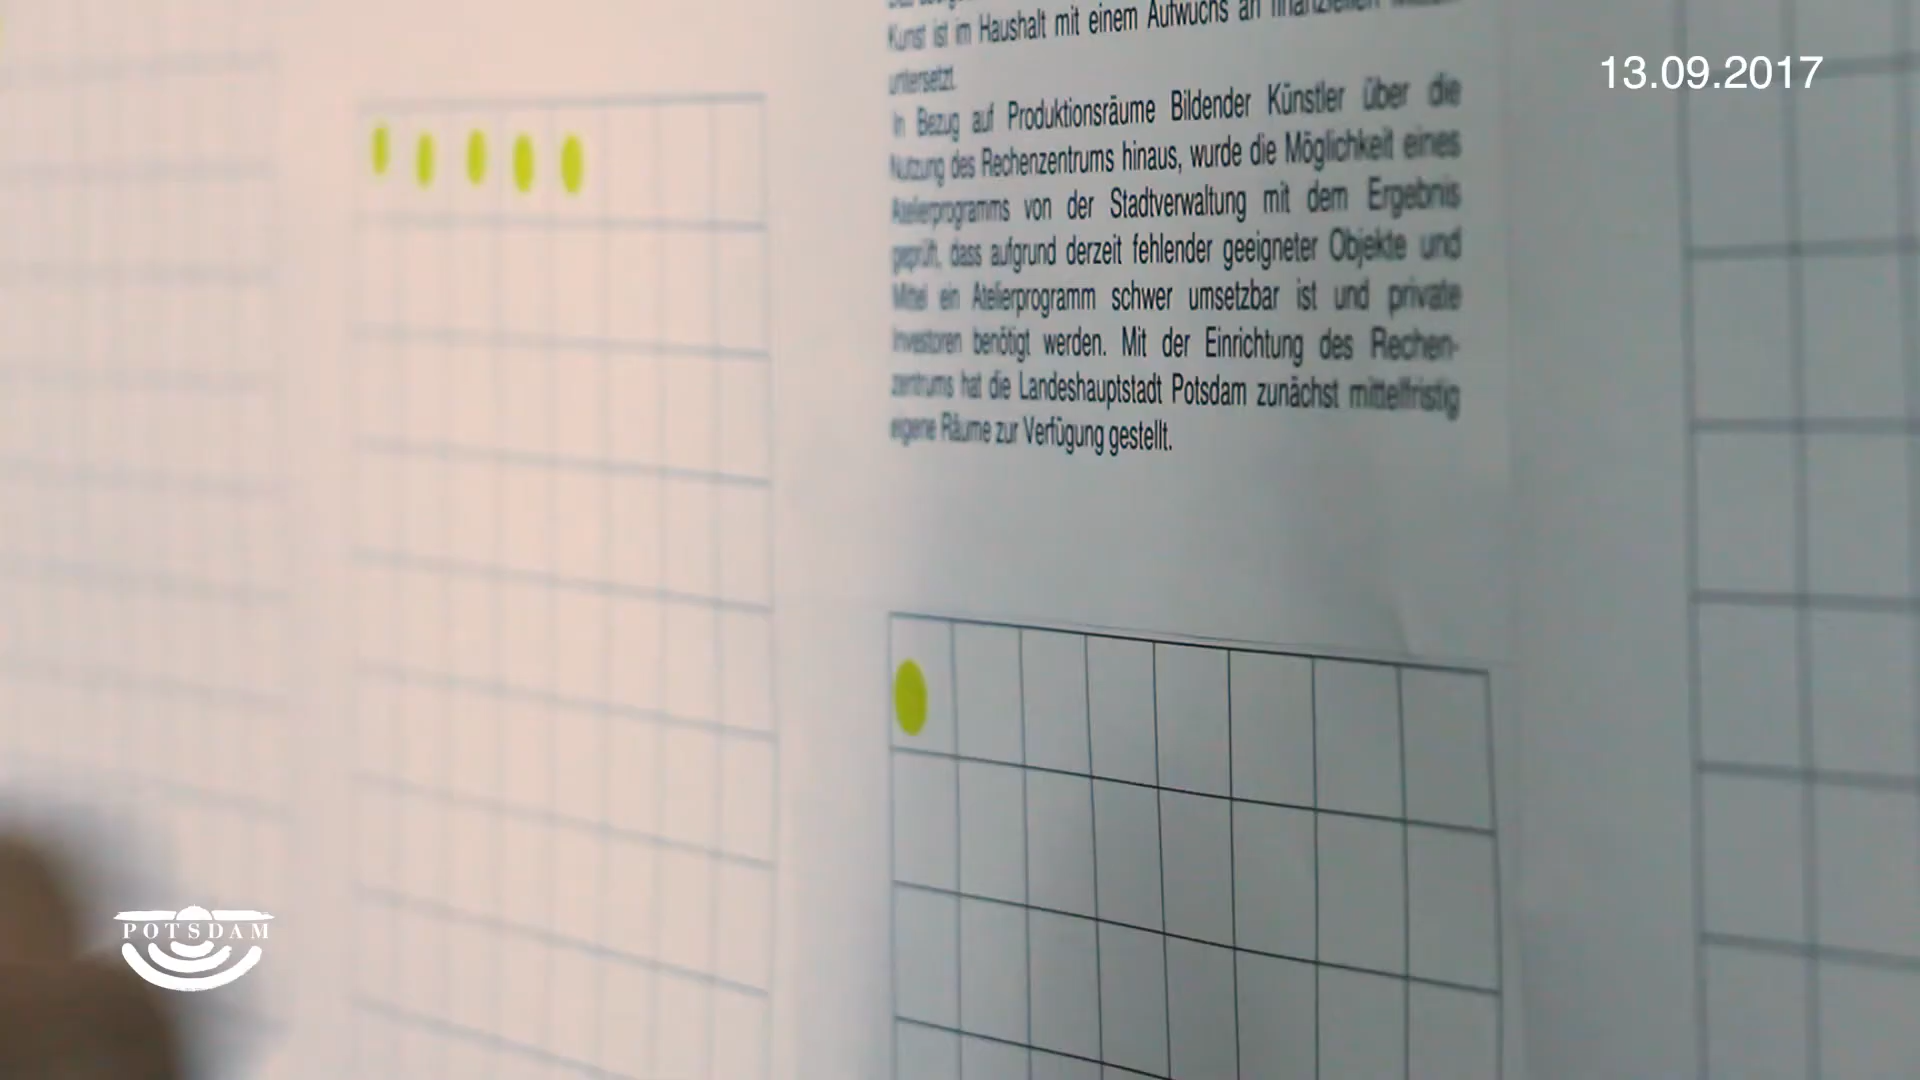 Kunst ist im Haushalt mit einem Aufwuchs an finanziellen
untersetzt.
In Bezug auf Produktionsräume Bildender Künstler über die
Nutzung des Rechenzentrums hinaus, wurde die Möglichkeit eines
Atelierprogramms von der Stadtverwaltung mit dem Ergebnis
geprüft, dass aufgrund derzeit fehlender geeigneter Objekte und
Mittel ein Atelierprogramm schwer umsetzbar ist und private
Investoren benötigt werden. Mit der Einrichtung des Rechen-
zentrums hat die Landeshauptstadt Potsdam zunächst mittelfristig
eigene Räume zur Verfügung gestellt.
13.09.2017
POTSDAM